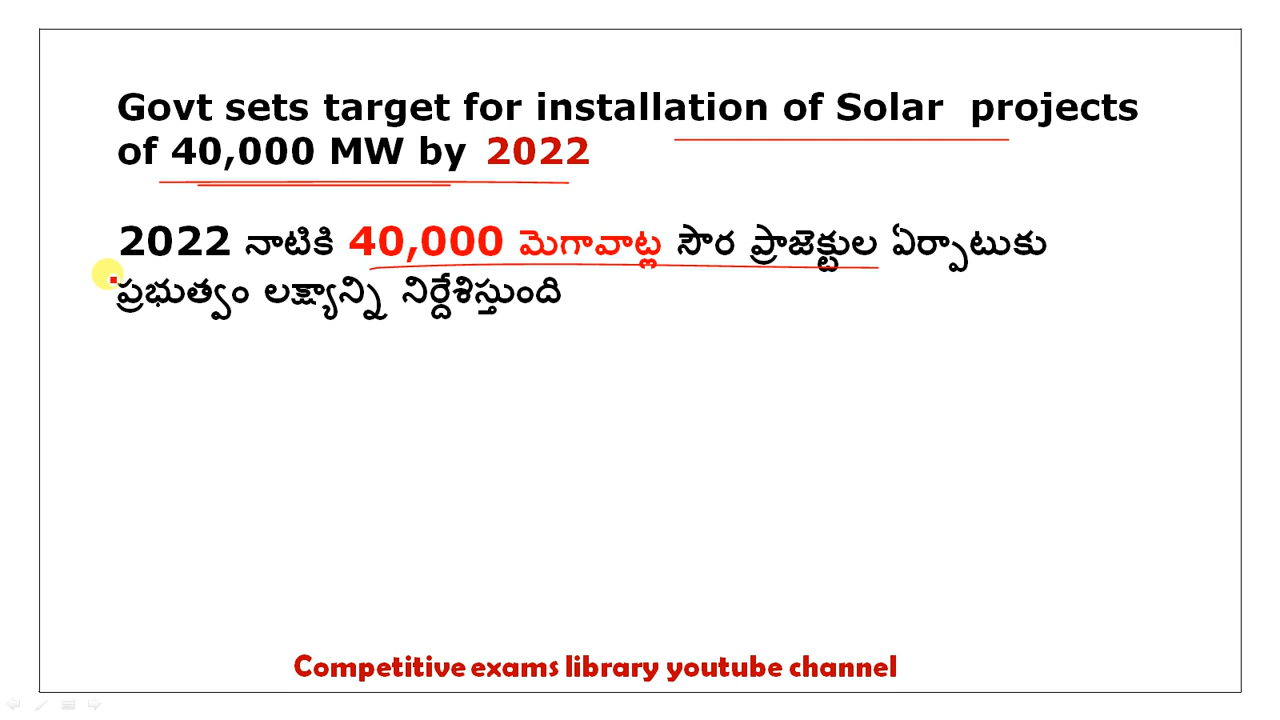 Govt sets target for installation of Solar projects
of 40,000 MW by 2022
2022 నాటికి 40,000 మెగావాట్ల సౌర ప్రాజెక్టుల ఏర్పాటుకు
ప్రభుత్వం లక్ష్యాన్ని నిర్దేశిస్తుంది
Competitive exams library youtube channel